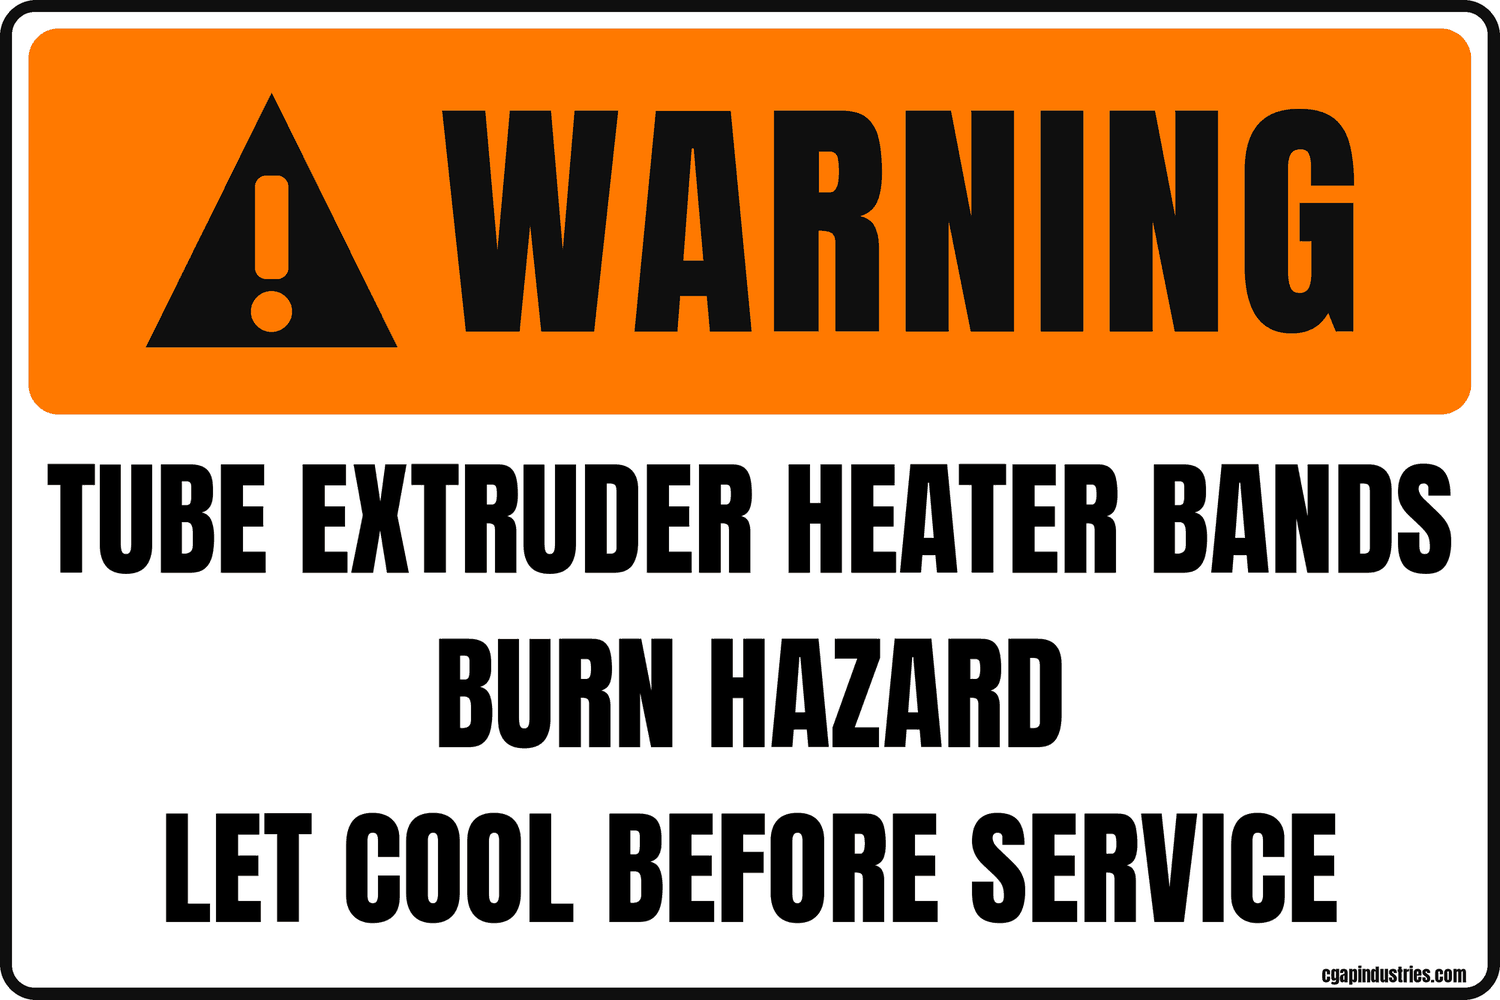 WARNING
TUBE EXTRUDER HEATER BANDS
BURN HAZARD
LET COOL BEFORE SERVICE
cgapindustries.com